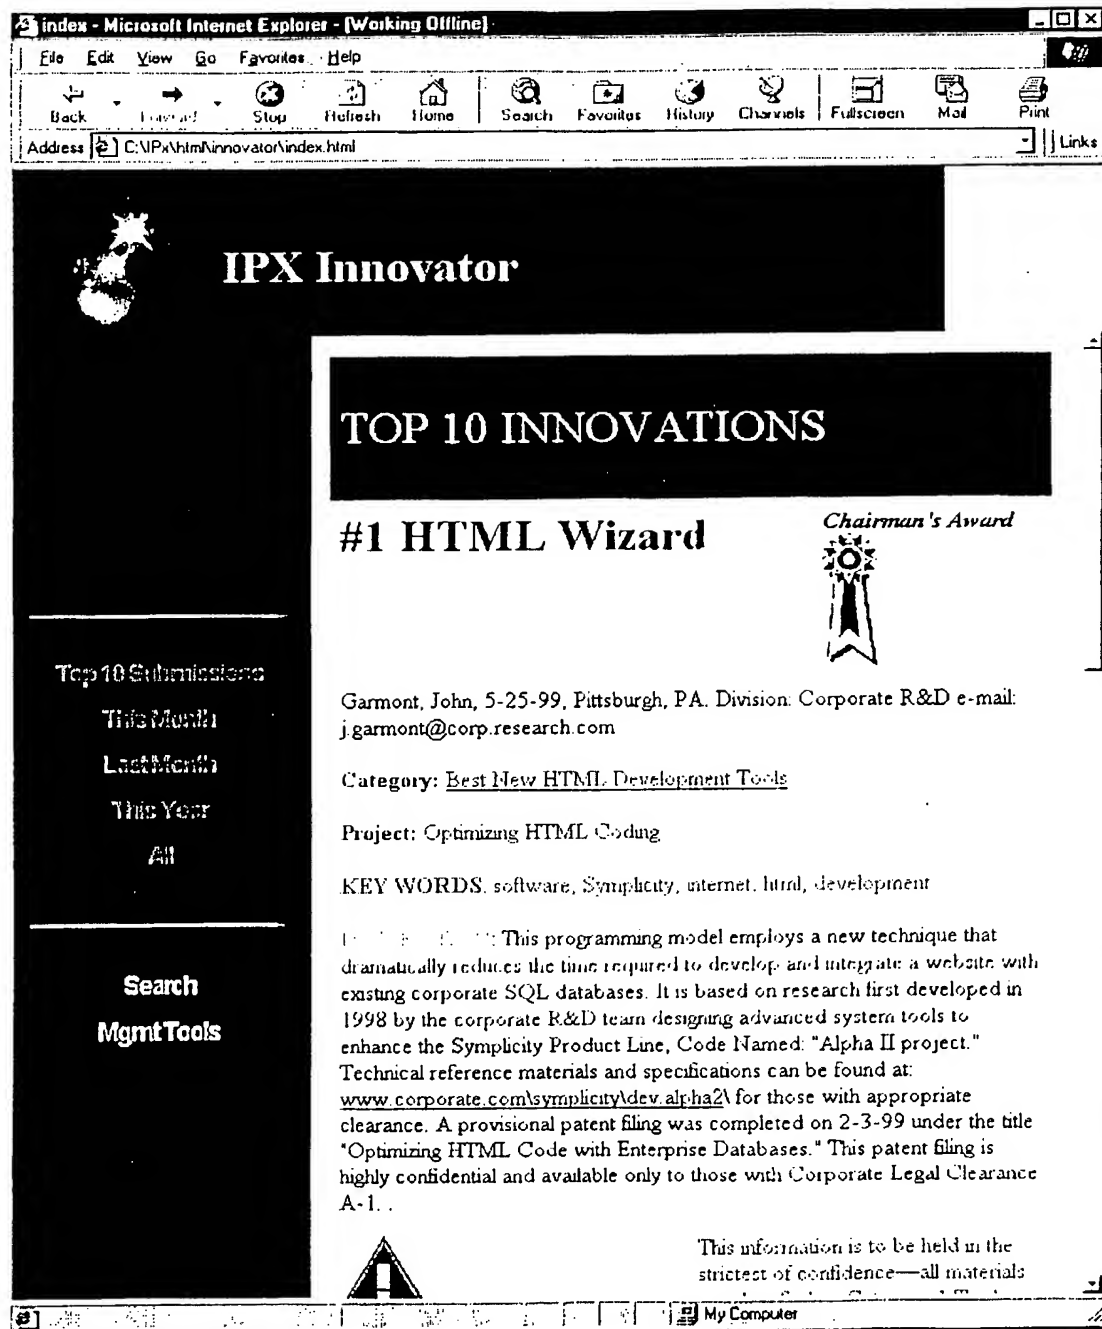 index - Microsoft Internet Explorer - [Working Offline]
File Edit View Go Favorites Help
Back Forward Stop Refresh Home Search Favorites History Channels Fullscreen Mail Print
Address C:\IPx\html\innovator\index.html Links
IPX Innovator
TOP 10 INNOVATIONS
#1 HTML Wizard
Chairman's Award
Top 10 Submissions
This Month
Last Month
This Year
All
Search
MgmtTools
Garmont, John, 5-25-99, Pittsburgh, PA. Division: Corporate R&D e-mail:
j.garmont@corp.research.com
Category: Best New HTML Development Tools
Project: Optimizing HTML Coding
KEY WORDS: software, Symplicity, internet, html, development
: This programming model employs a new technique that
dramatically reduces the time required to develop and integrate a website with
existing corporate SQL databases. It is based on research first developed in
1998 by the corporate R&D team designing advanced system tools to
enhance the Symplicity Product Line, Code Named: "Alpha II project."
Technical reference materials and specifications can be found at:
www.corporate.com\symplicity\dev.alpha2\ for those with appropriate
clearance. A provisional patent filing was completed on 2-3-99 under the title
"Optimizing HTML Code with Enterprise Databases." This patent filing is
highly confidential and available only to those with Corporate Legal Clearance
A-1. .
This information is to be held in the
strictest of confidence—all materials
My Computer